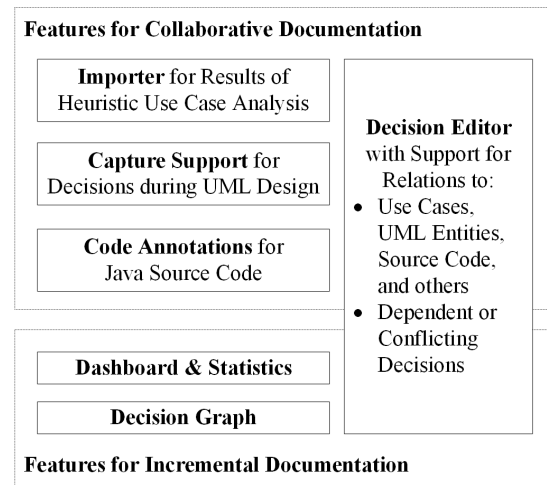 Features for Collaborative Documentation
Importer for Results of
Heuristic Use Case Analysis
Capture Support for
Decisions during UML Design
Code Annotations for
Java Source Code
Decision Editor
with Support for
Relations to:
• Use Cases,
UML Entities,
Source Code,
and others
• Dependent or
Conflicting
Decisions
Dashboard & Statistics
Decision Graph
Features for Incremental Documentation